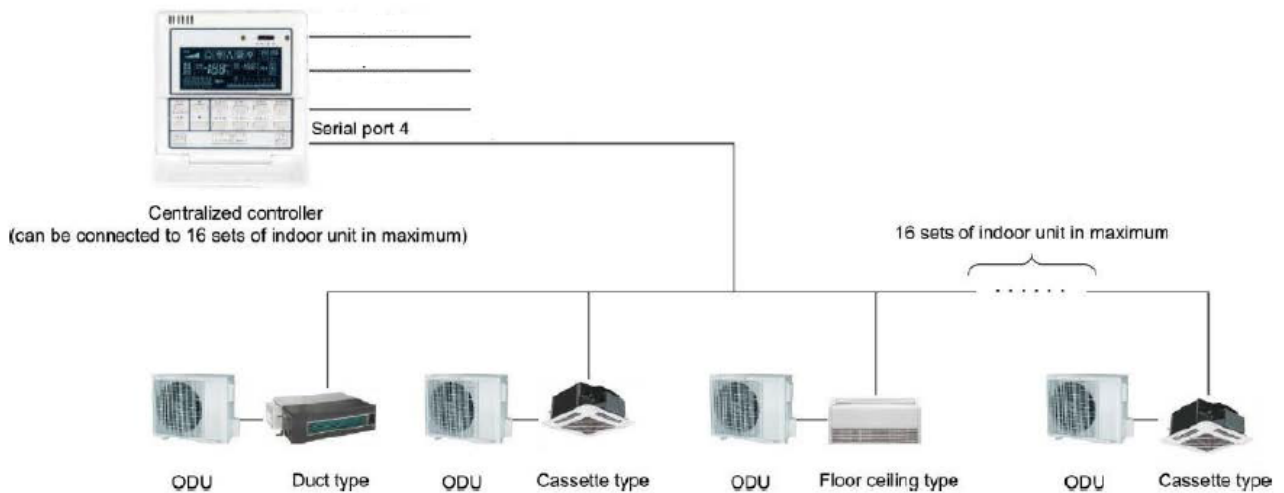 Serial port 4
Centralized controller
(can be connected to 16 sets of indoor unit in maximum)
16 sets of indoor unit in maximum
ODU
Duct type
ODU
Cassette type
ODU
Floor ceiling type
ODU
Cassette type